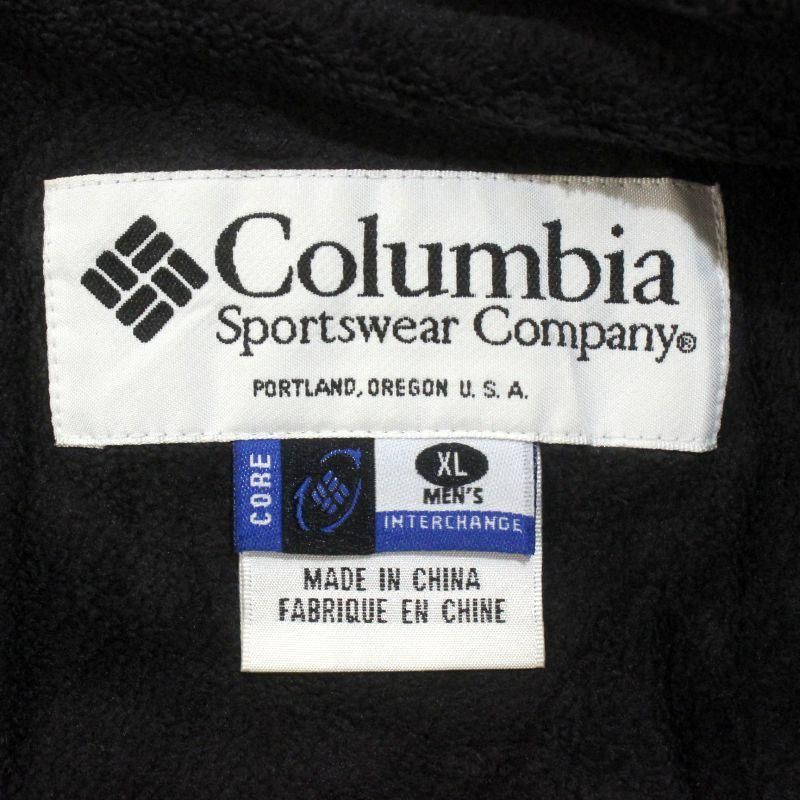 Columbia
Sportswear Company®
PORTLAND, OREGON U. S. A.
CORE
XL
MEN'S
INTERCHANGE
MADE IN CHINA
FABRIQUE EN CHINE